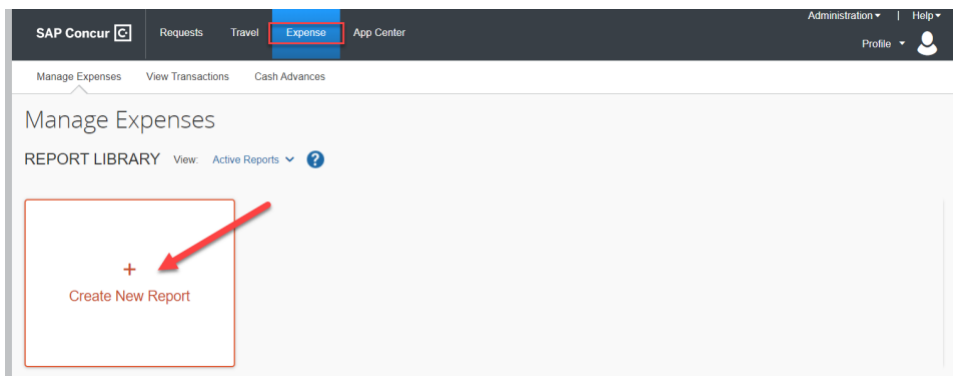 Administration | Help
SAP Concur C Requests Travel Expense App Center
Profile
Manage Expenses View Transactions Cash Advances
Manage Expenses
REPORT LIBRARY View: Active Reports ?
+
Create New Report